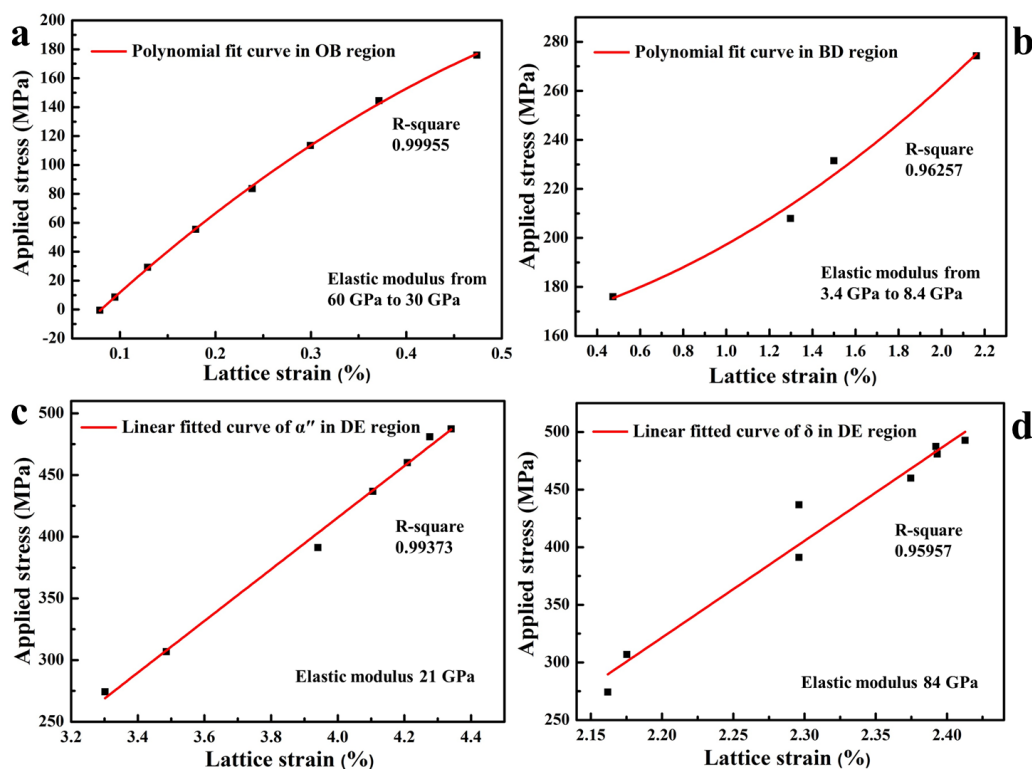 a
Polynomial fit curve in OB region
R-square
0.99955
Elastic modulus from
60 GPa to 30 GPa
Applied stress (MPa)
200
180
160
140
120
100
80
60
40
20
0
-20
0.1
0.2
0.3
0.4
0.5
Lattice strain (%)
b
Polynomial fit curve in BD region
R-square
0.96257
Elastic modulus from
3.4 GPa to 8.4 GPa
Applied stress (MPa)
280
260
240
220
200
180
160
0.4
0.6
0.8
1.0
1.2
1.4
1.6
1.8
2.0
2.2
Lattice strain (%)
c
Linear fitted curve of α″ in DE region
R-square
0.99373
Elastic modulus 21 GPa
Applied stress (MPa)
500
450
400
350
300
250
3.2
3.4
3.6
3.8
4.0
4.2
4.4
Lattice strain (%)
d
Linear fitted curve of δ in DE region
R-square
0.95957
Elastic modulus 84 GPa
Applied stress (MPa)
500
450
400
350
300
250
2.15
2.20
2.25
2.30
2.35
2.40
Lattice strain (%)